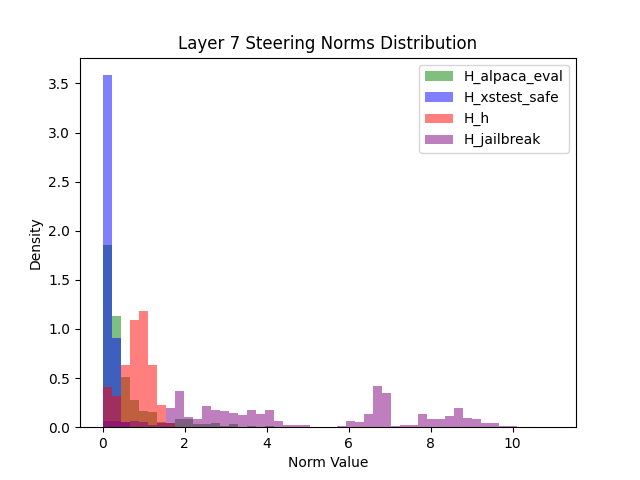 Layer 7 Steering Norms Distribution
H_alpaca_eval
H_xstest_safe
H_h
H_jailbreak
3.5
3.0
2.5
2.0
1.5
1.0
0.5
0.0
Density
0 2 4 6 8 10
Norm Value